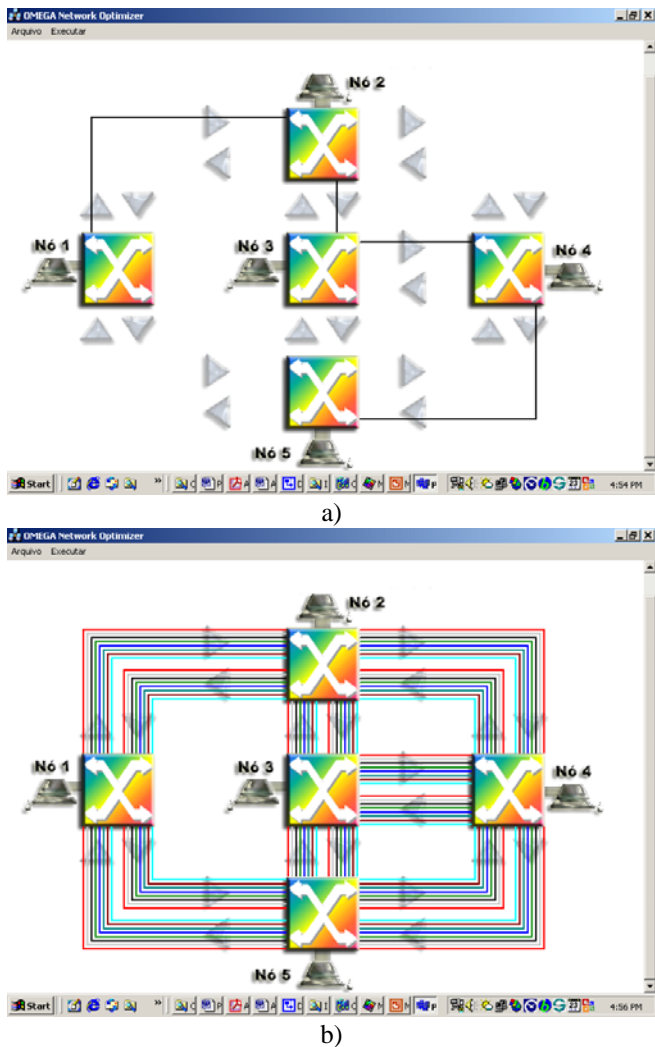 OMEGA Network Optimizer
Arquivo Executar
Nó 2
Nó 1
Nó 3
Nó 4
Nó 5
Start
4:54 PM
a)
OMEGA Network Optimizer
Arquivo Executar
Nó 2
Nó 1
Nó 3
Nó 4
Nó 5
Start
4:56 PM
b)